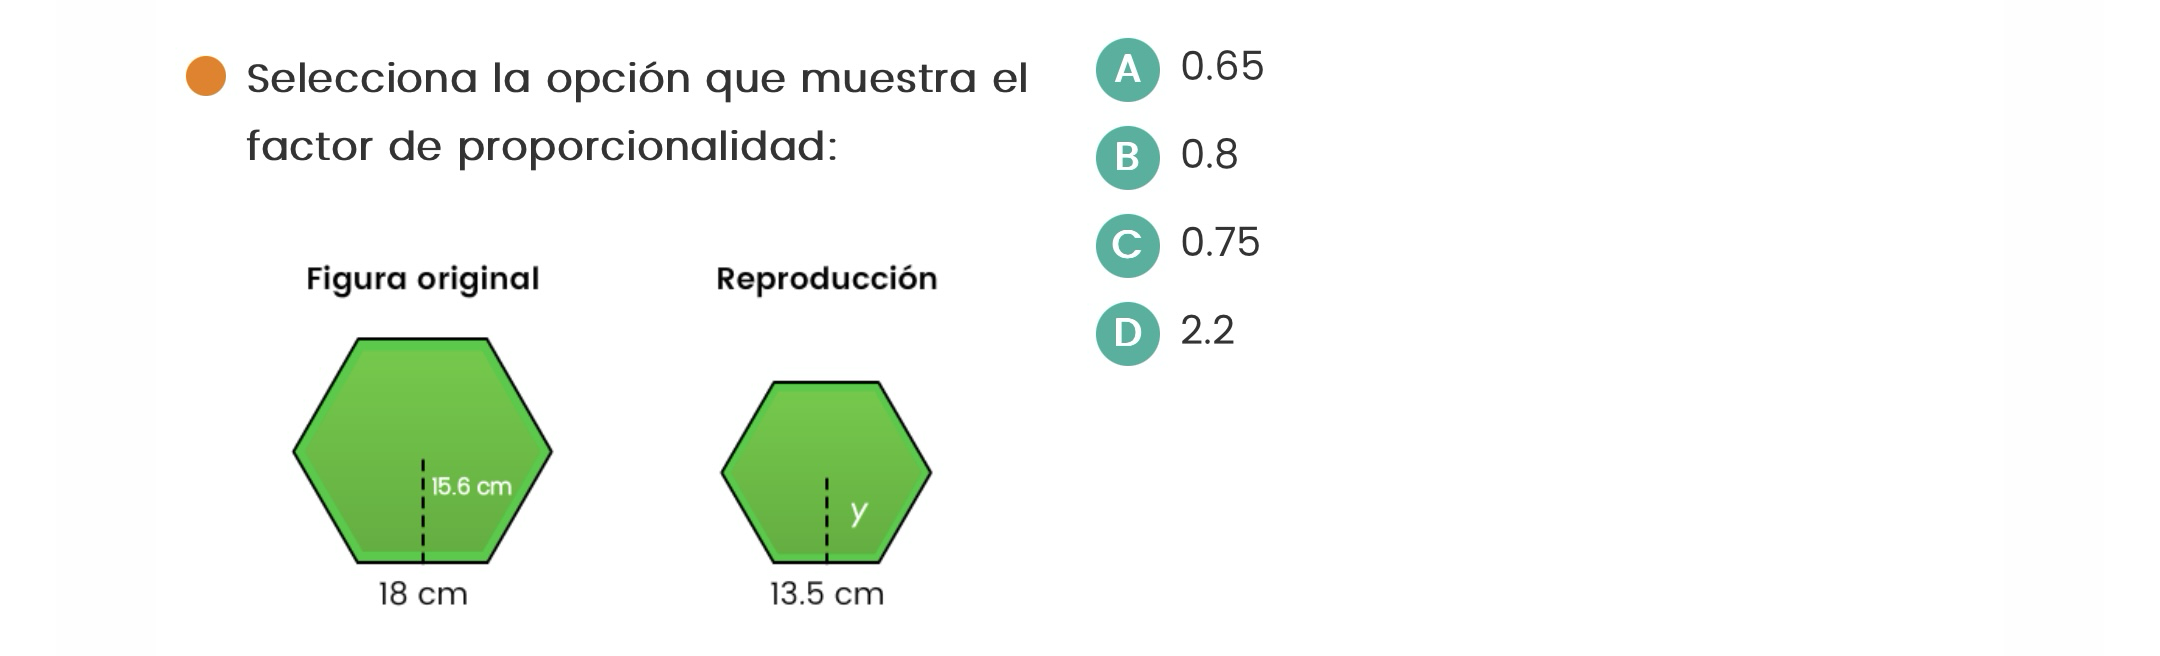 Selecciona la opción que muestra el
factor de proporcionalidad:
Figura original
Reproducción
15.6 cm
y
18 cm
13.5 cm
A 0.65
B 0.8
C 0.75
D 2.2